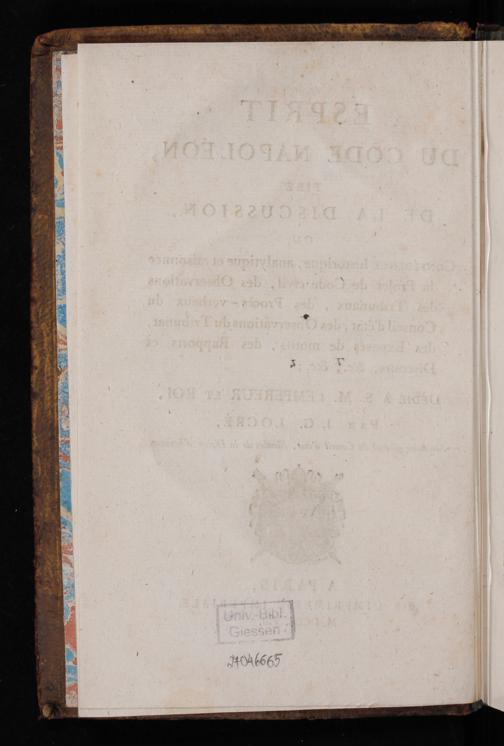 ESPRIT
DU CODE NAPOLÉON,
TIRÉ
DE LA DISCUSSION,
OU
CONFÉRENCE historique, analytique et raisonnée
du Projet de Code civil, des Observations
des Tribunaux, des Procès-verbaux du
Conseil d'état, des Observations du Tribunat,
des Exposés de motifs, des Rapports et
Discours, &c. &c. ;
DÉDIÉ À S. M. L'EMPEREUR ET ROI,
PAR J. G. LOCRÉ,
A PARIS,
Univ.-Bibl.
Giessen
24046665